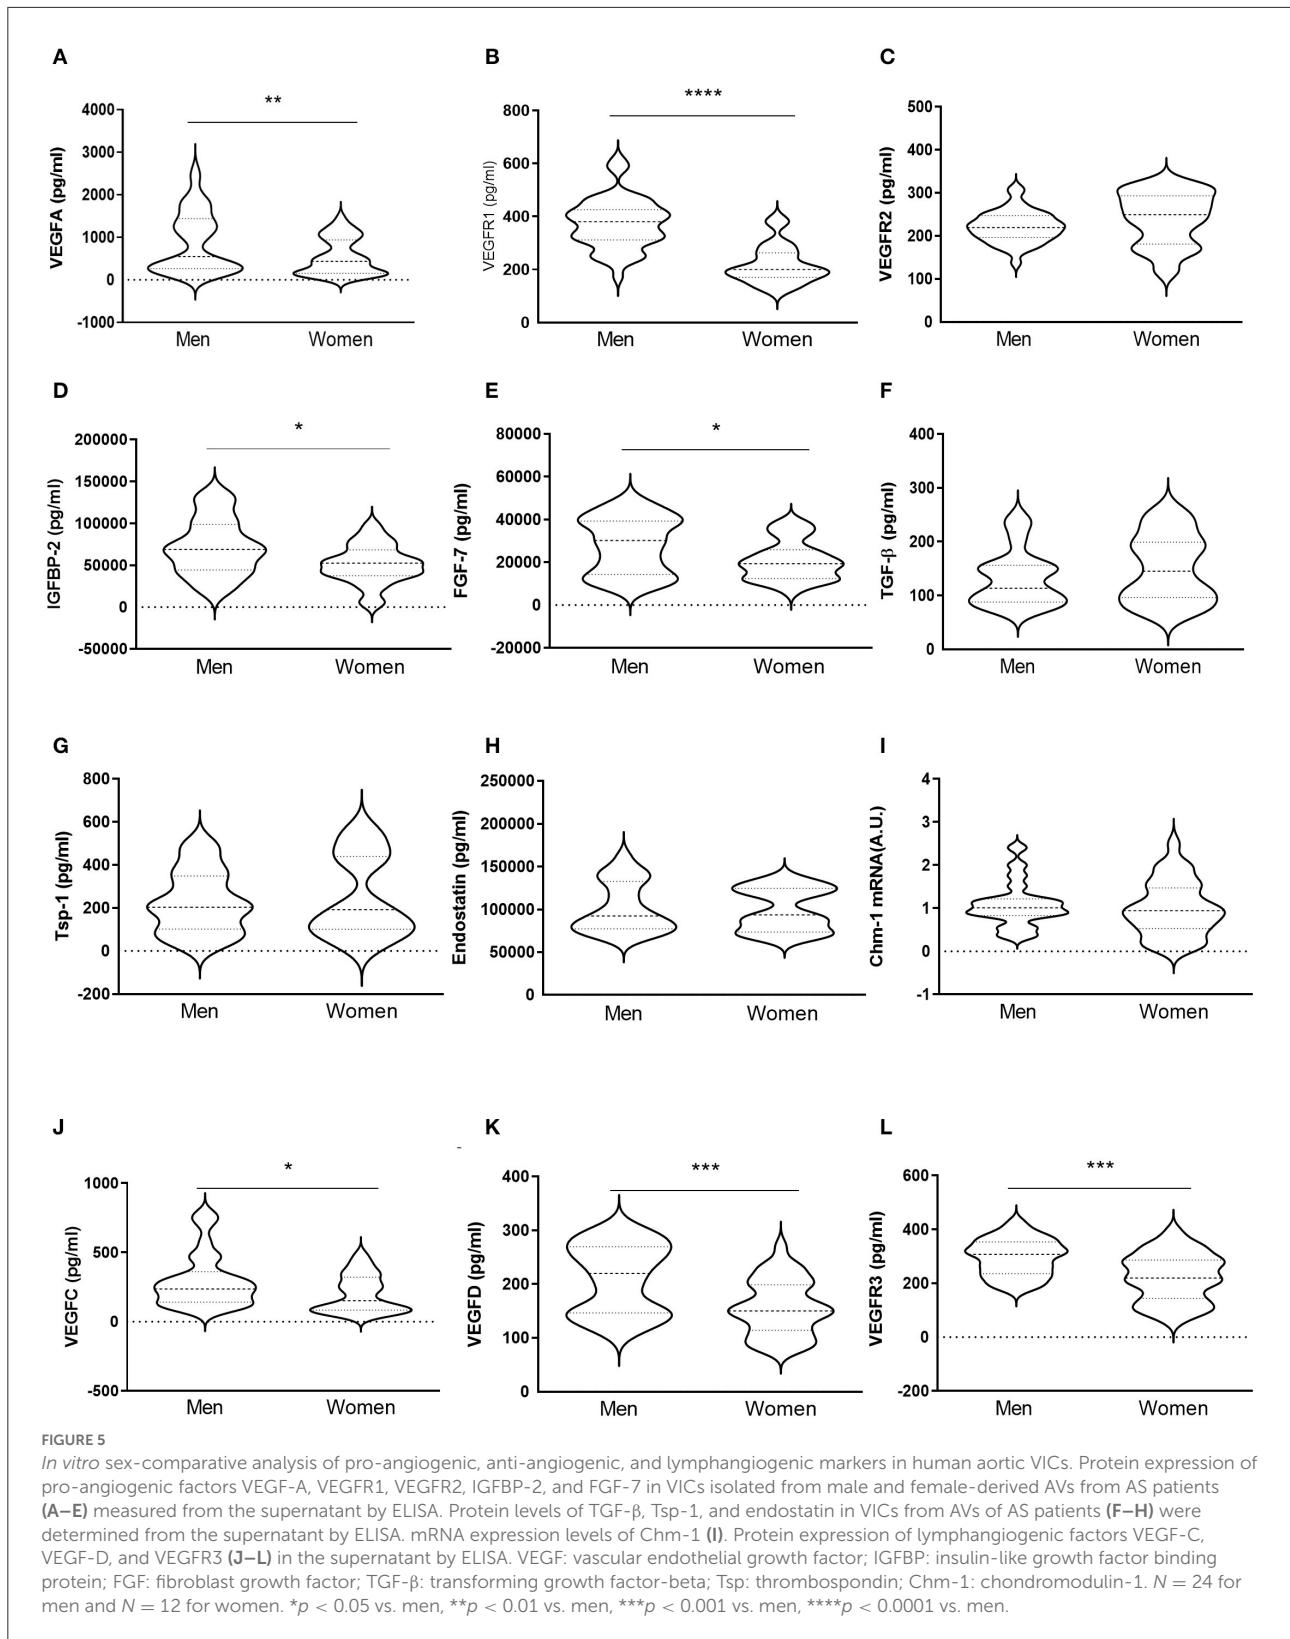 A
B
C
**
****
VEGFA (pg/ml)
4000
3000
2000
1000
0
-1000
Men
Women
VEGFR1 (pg/ml)
800
600
400
200
0
Men
Women
VEGFR2 (pg/ml)
500
400
300
200
100
0
Men
Women
D
E
F
*
*
IGFBP-2 (pg/ml)
200000
150000
100000
50000
0
-50000
Men
Women
FGF-7 (pg/ml)
80000
60000
40000
20000
0
-20000
Men
Women
TGF-β (pg/ml)
400
300
200
100
0
Men
Women
G
H
I
Tsp-1 (pg/ml)
800
600
400
200
0
-200
Men
Women
Endostatin (pg/ml)
250000
200000
150000
100000
50000
0
Men
Women
Chm-1 mRNA(A.U.)
4
3
2
1
0
-1
Men
Women
J
K
L
*
***
***
VEGFC (pg/ml)
1000
500
0
-500
Men
Women
VEGFD (pg/ml)
400
300
200
100
0
Men
Women
VEGFR3 (pg/ml)
600
400
200
0
-200
Men
Women
FIGURE 5
In vitro sex-comparative analysis of pro-angiogenic, anti-angiogenic, and lymphangiogenic markers in human aortic VICs. Protein expression of
pro-angiogenic factors VEGF-A, VEGFR1, VEGFR2, IGFBP-2, and FGF-7 in VICs isolated from male and female-derived AVs from AS patients
(A–E) measured from the supernatant by ELISA. Protein levels of TGF-β, Tsp-1, and endostatin in VICs from AVs of AS patients (F–H) were
determined from the supernatant by ELISA. mRNA expression levels of Chm-1 (I). Protein expression of lymphangiogenic factors VEGF-C,
VEGF-D, and VEGFR3 (J–L) in the supernatant by ELISA. VEGF: vascular endothelial growth factor; IGFBP: insulin-like growth factor binding
protein; FGF: fibroblast growth factor; TGF-β: transforming growth factor-beta; Tsp: thrombospondin; Chm-1: chondromodulin-1. N = 24 for
men and N = 12 for women. *p < 0.05 vs. men, **p < 0.01 vs. men, ***p < 0.001 vs. men, ****p < 0.0001 vs. men.